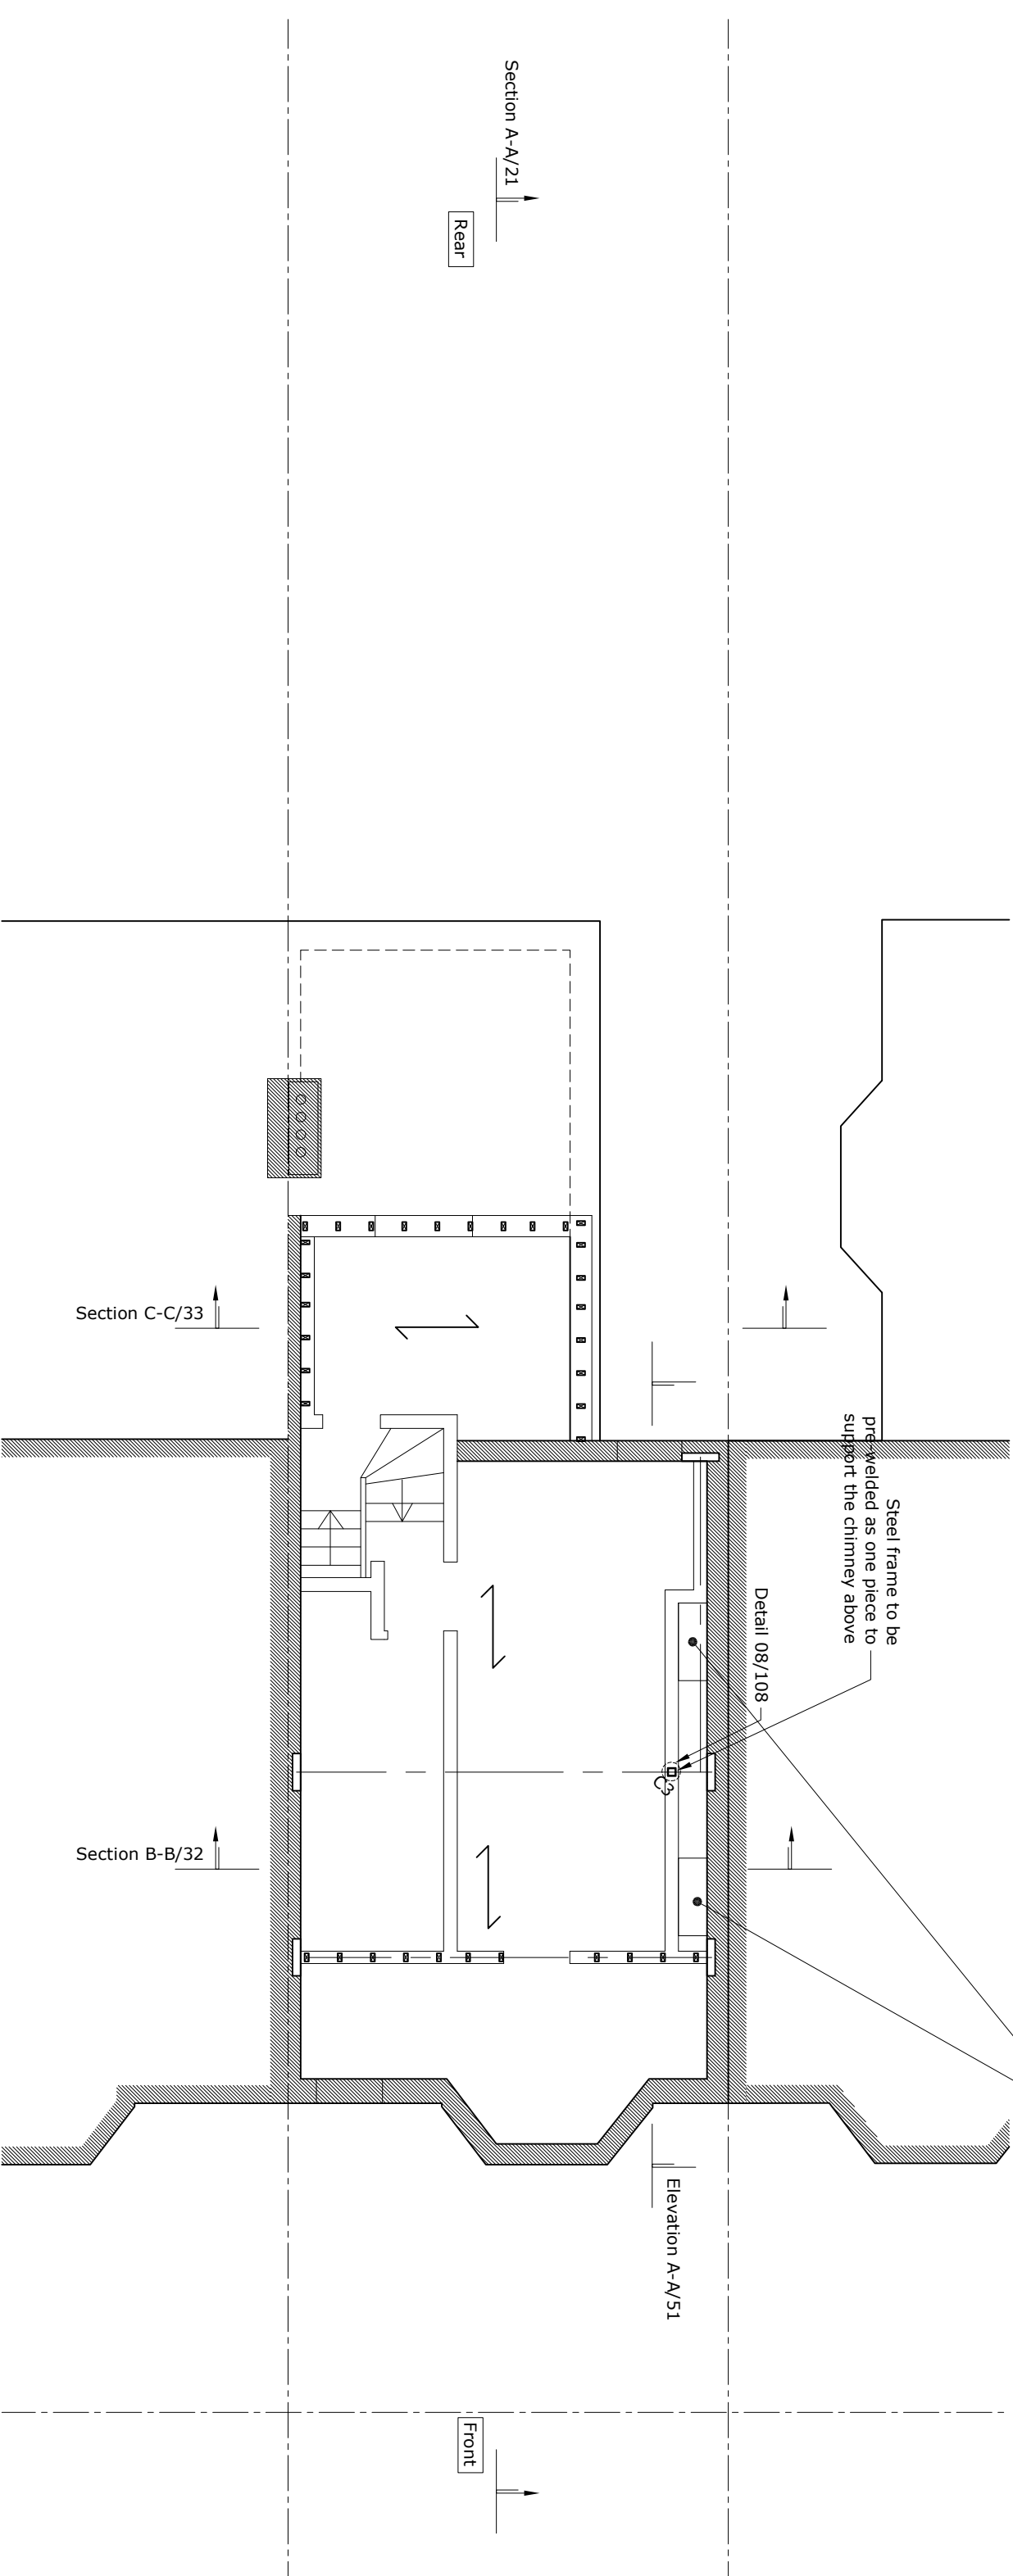 Section A-A/21
Rear
Section C-C/33
Steel frame to be
pre-welded as one piece to
support the chimney above
Detail 08/108
C3
Section B-B/32
Elevation A-A/51
Front